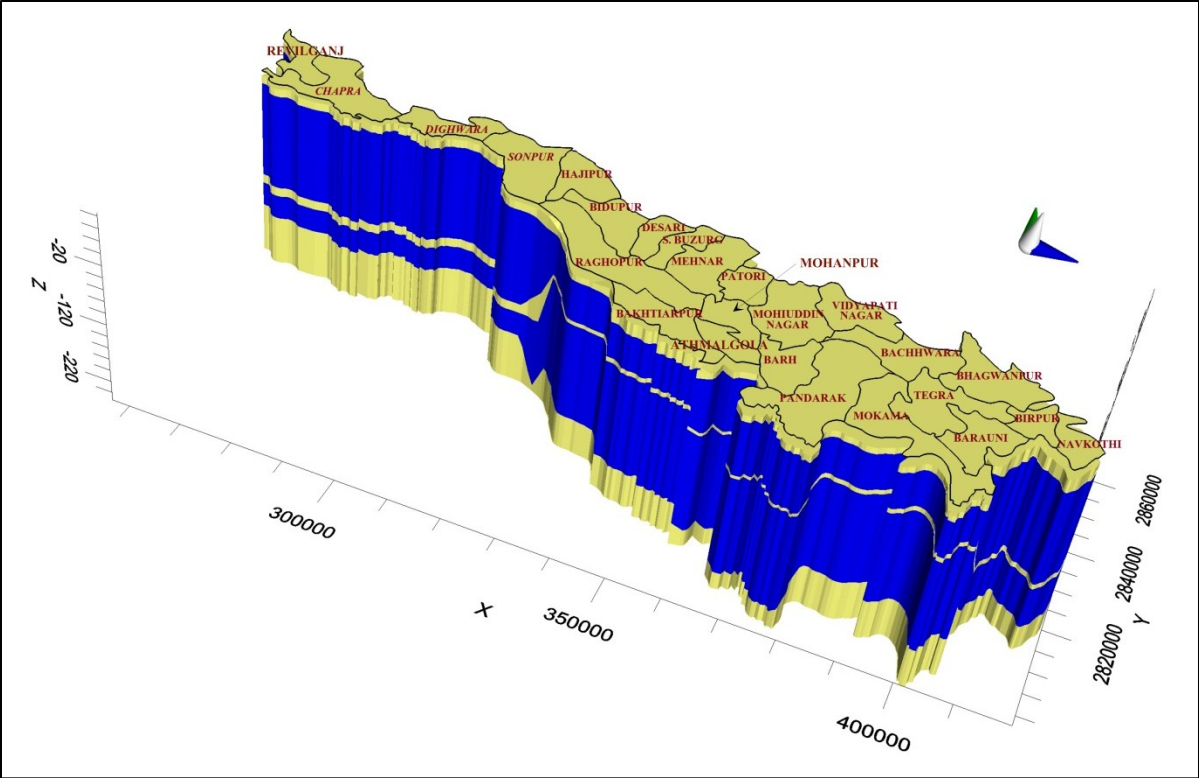 REVILGANJ
CHAPRA
DIGHWARA
SONPUR
HAJIPUR
BIDUPUR
DESARI
S. BUZURG
RAGHOPUR
MEHNAR
MOHANPUR
PATORI
BAKHTIARPUR
MOHIUDDIN
NAGAR
VIDYAPATI
NAGAR
ATHMALGOLA
BARH
BACHHWARA
BHAGWANPUR
PANDARAK
TEGRA
MOKAMA
BIRPUR
BARAUNI
NAVKOTHI
-20
Z
-120
-220
300000
X
350000
400000
2860000
2840000
Y
2820000